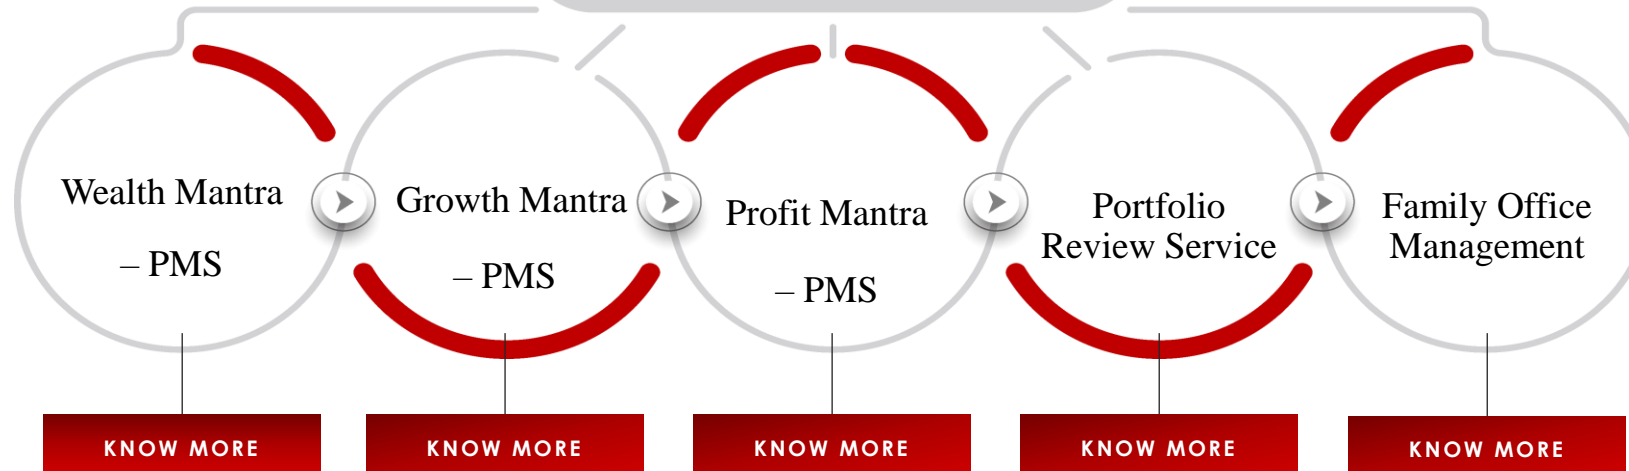 Wealth Mantra
– PMS
Growth Mantra
– PMS
Profit Mantra
– PMS
Portfolio
Review Service
Family Office
Management
KNOW MORE
KNOW MORE
KNOW MORE
KNOW MORE
KNOW MORE